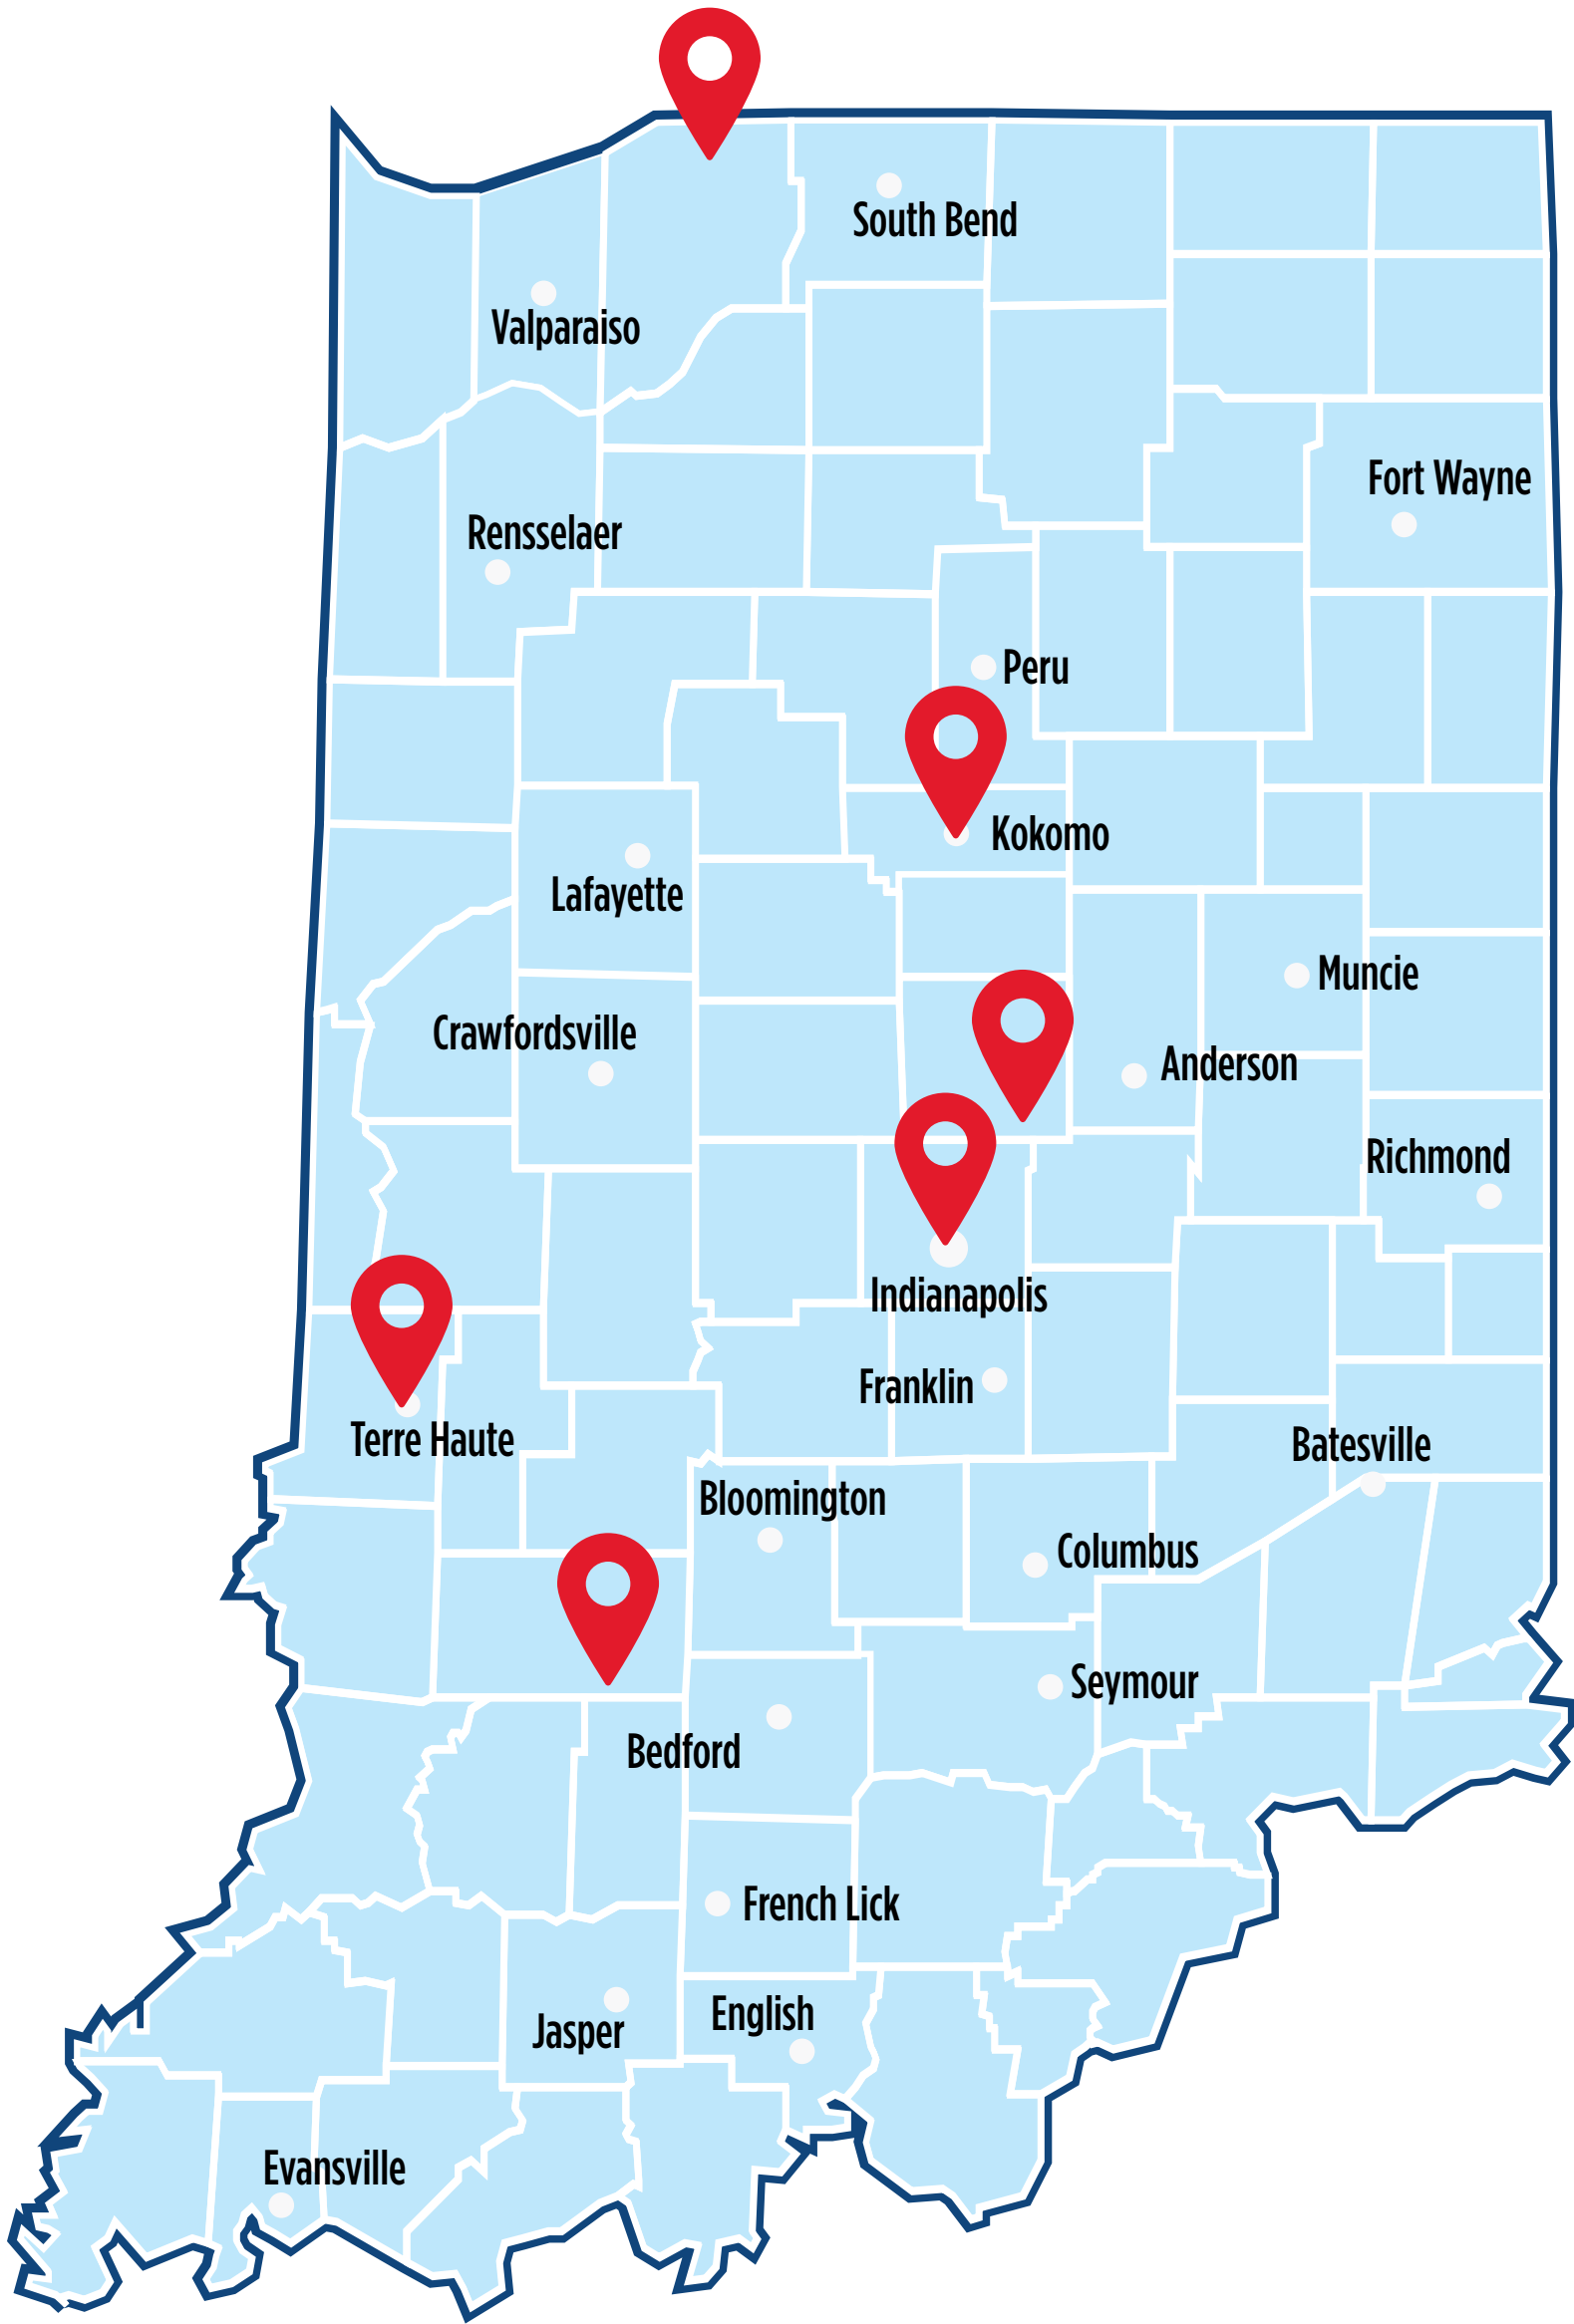 South Bend
Valparaiso
Fort Wayne
Rensselaer
Peru
Kokomo
Lafayette
Muncie
Crawfordsville
Anderson
Richmond
Indianapolis
Franklin
Terre Haute
Batesville
Bloomington
Columbus
Seymour
Bedford
French Lick
English
Jasper
Evansville